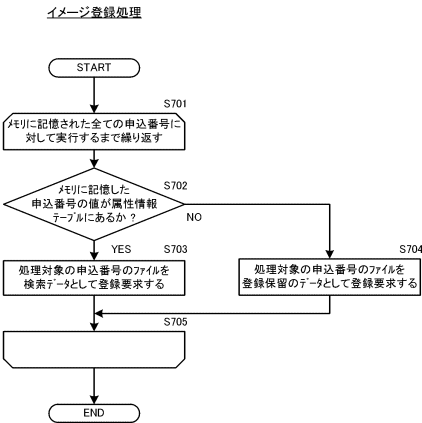 イメージ登録処理
START
S701
ﾒﾓﾘに記憶された全ての申込番号に
対して実行するまで繰り返す
S702
ﾒﾓﾘに記憶した
申込番号の値が属性情報
ﾃｰﾌﾞﾙにあるか？
NO
YES
S703
処理対象の申込番号のﾌｧｲﾙを
検索ﾃﾞｰﾀとして登録要求する
S704
処理対象の申込番号のﾌｧｲﾙを
登録保留のﾃﾞｰﾀとして登録要求する
S705
END